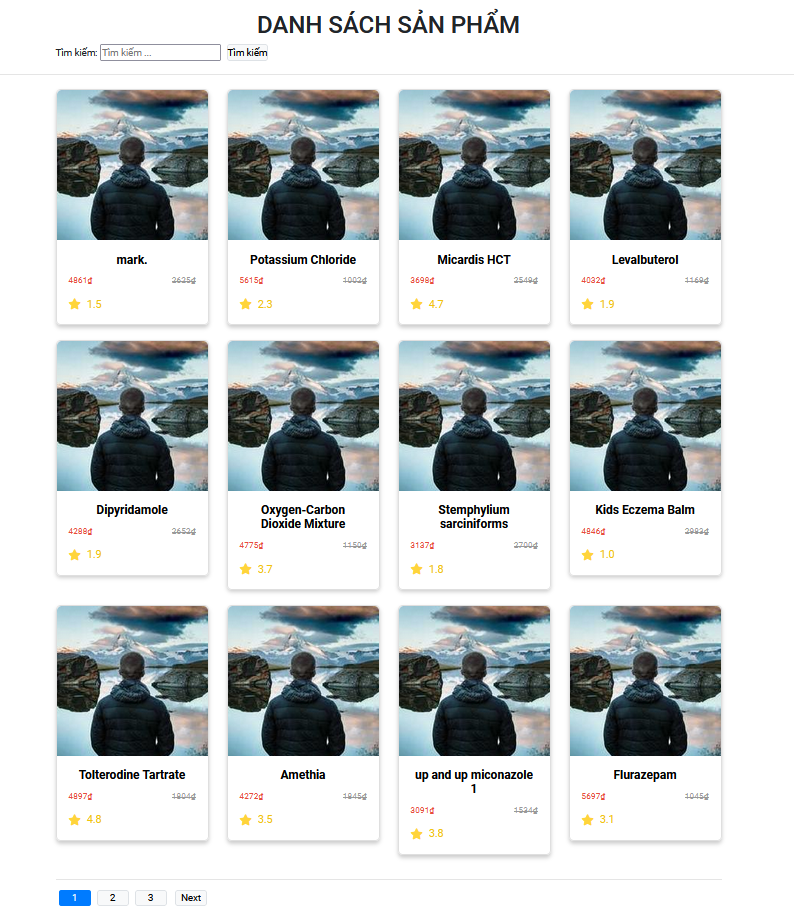 DANH SÁCH SẢN PHẨM
Tìm kiếm: Tìm kiếm ... Tìm kiếm
mark.
4861₫ 2635₫
1.5
Potassium Chloride
5615₫ 1002₫
2.3
Micardis HCT
3698₫ 2549₫
4.7
Levalbuterol
4032₫ 1169₫
1.9
Dipyridamole
4288₫ 2652₫
1.9
Oxygen-Carbon
Dioxide Mixture
4775₫ 1150₫
3.7
Stemphylium
sarciniforms
3137₫ 2700₫
1.8
Kids Eczema Balm
4846₫ 2983₫
1.0
Tolterodine Tartrate
4897₫ 1804₫
4.8
Amethia
4272₫ 1845₫
3.5
up and up miconazole
1
3091₫ 1534₫
3.8
Flurazepam
5697₫ 1045₫
3.1
1 2 3 Next